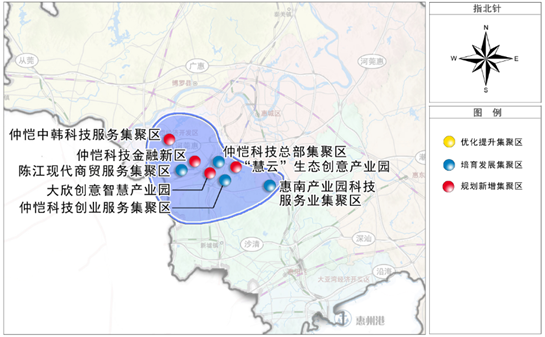 指北针
N
W
E
S
图 例
优化提升集聚区
培育发展集聚区
规划新增集聚区
从莞
广惠
河惠莞
仲恺中韩科技服务集聚区
仲恺科技金融新区
陈江现代商贸服务集聚区
大欣创意智慧产业园
仲恺科技创业服务集聚区
仲恺科技总部集聚区
“慧云”生态创意产业园
惠南产业园科技
服务业集聚区
沙清
深汕
沿海
惠州港